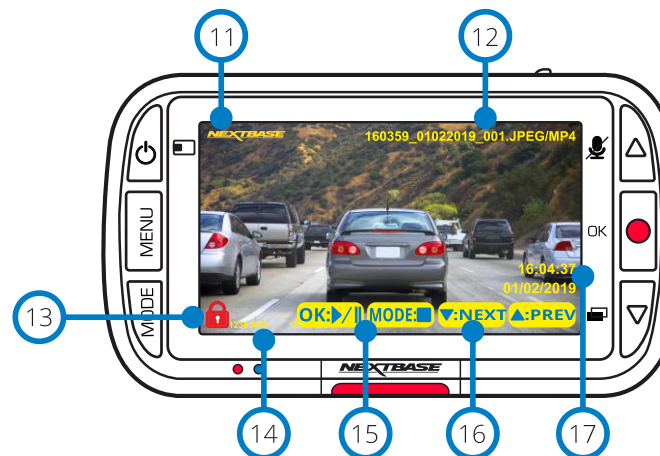 11
12
NEXTBASE
160359_01022019_001.JPEG/MP4
MENU
OK
16:04:37
01/02/2019
13
MODE
OK:▶/II
MODE:■
▼:NEXT
▲:PREV
NEXTBASE
14
15
16
17